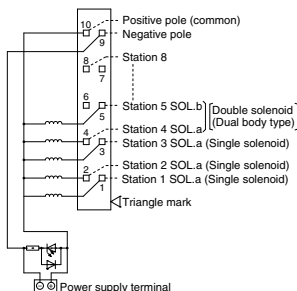 10 Positive pole (common)
9 Negative pole
8 Station 8
7
6
5 Station 5 SOL.b
Double solenoid
(Dual body type)
4 Station 4 SOL.a
3 Station 3 SOL.a (Single solenoid)
2 Station 2 SOL.a (Single solenoid)
1 Station 1 SOL.a (Single solenoid)
Triangle mark
Power supply terminal